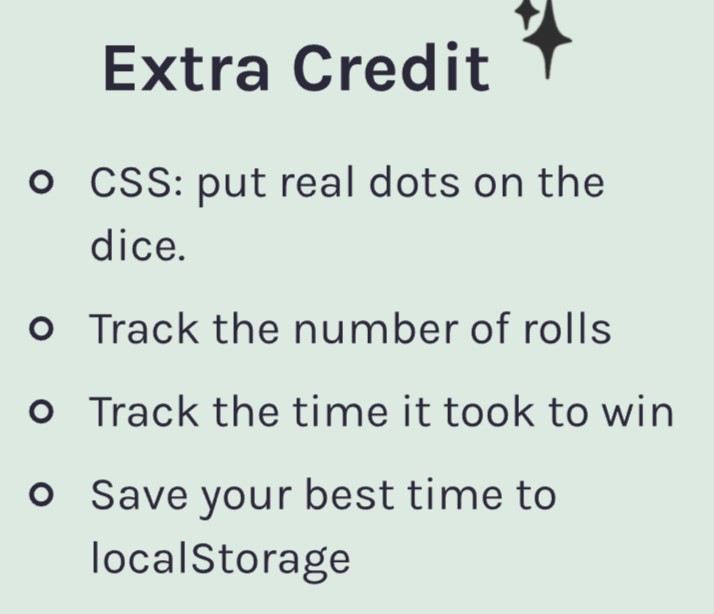 Extra Credit
CSS: put real dots on the
dice.
Track the number of rolls
Track the time it took to win
Save your best time to
localStorage